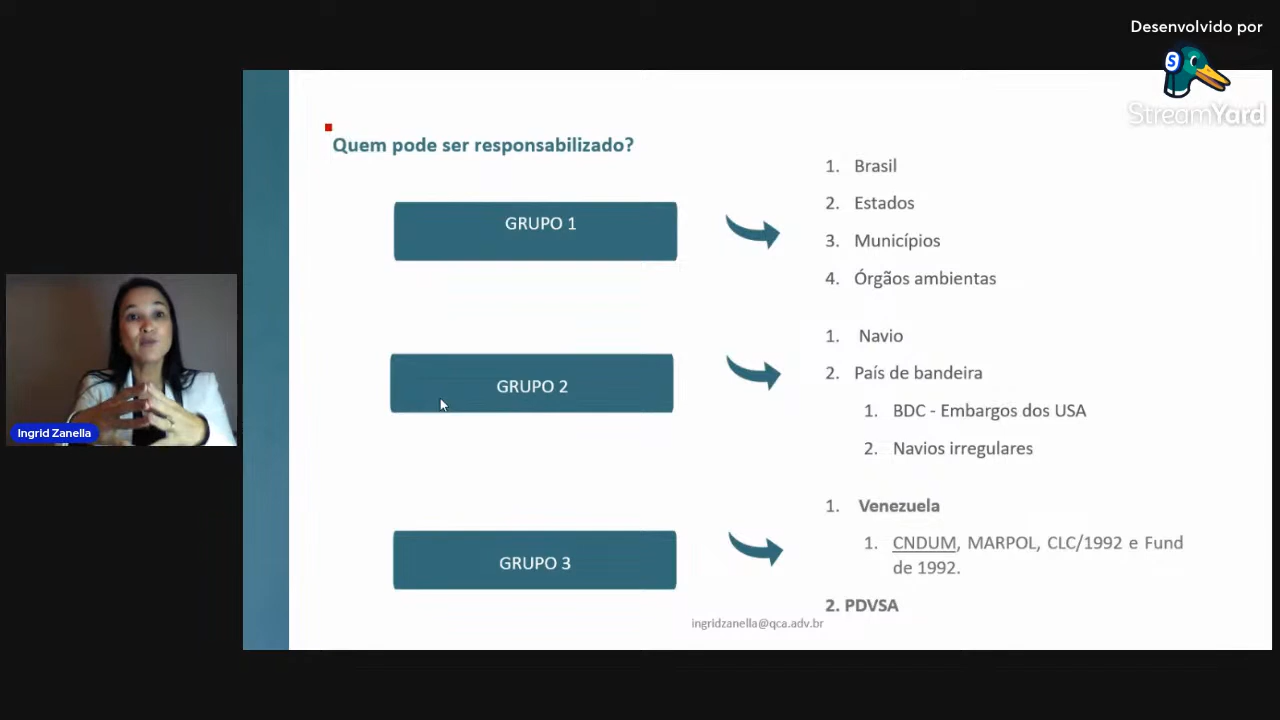 Desenvolvido por
S
StreamYard
Quem pode ser responsabilizado?
GRUPO 1
1. Brasil
2. Estados
3. Municípios
4. Órgãos ambientas
GRUPO 2
1. Navio
2. País de bandeira
1. BDC - Embargos dos USA
2. Navios irregulares
GRUPO 3
1. Venezuela
1. CNDUM, MARPOL, CLC/1992 e Fund
de 1992.
2. PDVSA
ingridzanella@qca.adv.br
Ingrid Zanella